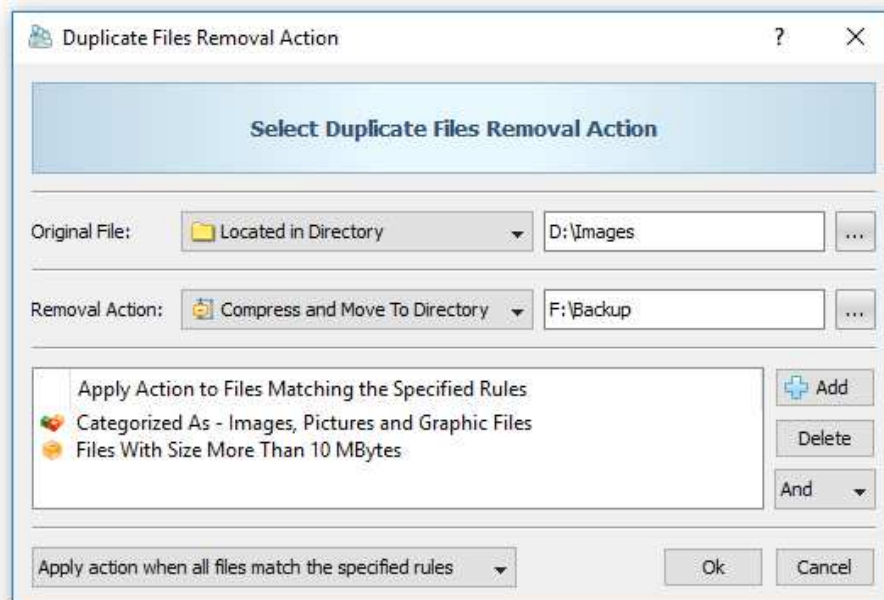 Duplicate Files Removal Action ?
Select Duplicate Files Removal Action
Original File: Located in Directory D:\Images ...
Removal Action: Compress and Move To Directory F:\Backup ...
Apply Action to Files Matching the Specified Rules
Add
Categorized As - Images, Pictures and Graphic Files
Files With Size More Than 10 MBytes
Delete
And
Apply action when all files match the specified rules Ok Cancel